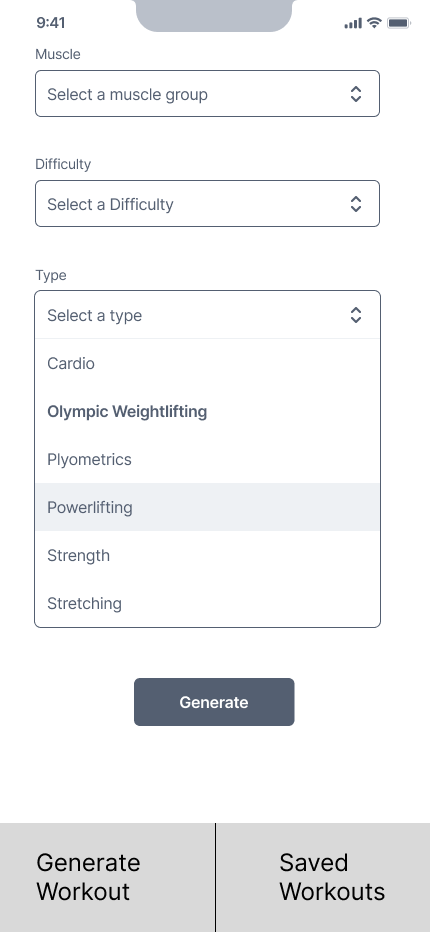 9:41
Muscle
Select a muscle group
Difficulty
Select a Difficulty
Type
Select a type
Cardio
Olympic Weightlifting
Plyometrics
Powerlifting
Strength
Stretching
Generate
Generate
Workout
Saved
Workouts